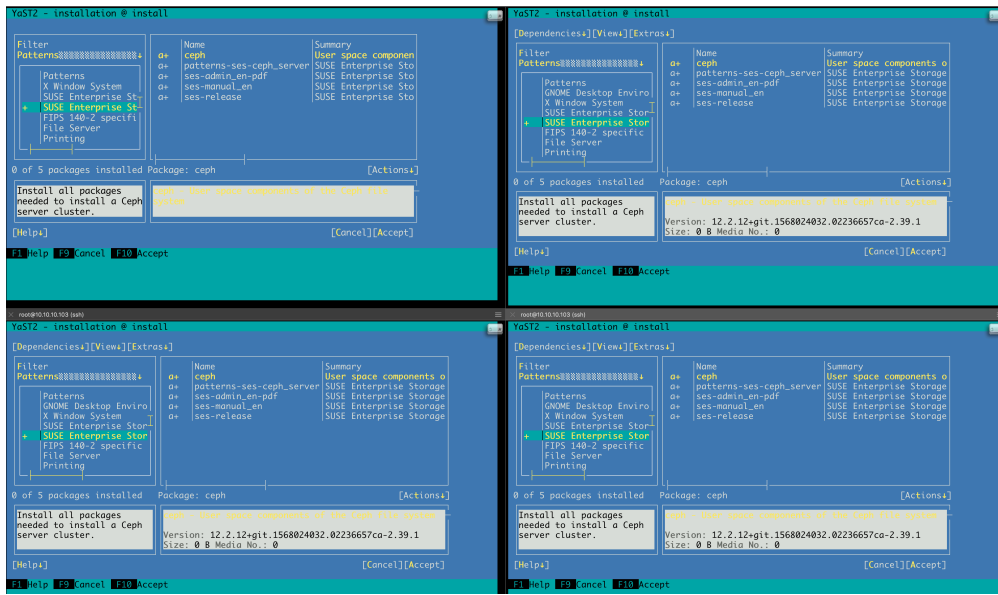 YaST2 - installation @ install
Filter
Patterns
Name Summary
a+ ceph User space componen
a+ patterns-ses-ceph_server SUSE Enterprise Sto
a+ ses-admin_en-pdf SUSE Enterprise Sto
a+ ses-manual_en SUSE Enterprise Sto
a+ ses-release SUSE Enterprise Sto
Patterns
X Window System
SUSE Enterprise St
+ SUSE Enterprise St
FIPS 140-2 specifi
File Server
Printing
0 of 5 packages installed Package: ceph [Actions↓]
Install all packages
needed to install a Ceph
server cluster.
[Help↓] [Cancel][Accept]
F1 Help F9 Cancel F10 Accept
YaST2 - installation @ install
[Dependencies↓][View↓][Extras↓]
Filter
Patterns
Name Summary
a+ ceph User space components o
a+ patterns-ses-ceph_server SUSE Enterprise Storage
a+ ses-admin_en-pdf SUSE Enterprise Storage
a+ ses-manual_en SUSE Enterprise Storage
a+ ses-release SUSE Enterprise Storage
Patterns
GNOME Desktop Enviro
X Window System
SUSE Enterprise Stor
+ SUSE Enterprise Stor
FIPS 140-2 specific
File Server
Printing
0 of 5 packages installed Package: ceph [Actions↓]
Install all packages
needed to install a Ceph
server cluster.
Version: 12.2.12+git.1568024032.02236657ca-2.39.1
Size: 0 B Media No.: 0
[Help↓] [Cancel][Accept]
F1 Help F9 Cancel F10 Accept
root@10.10.10.103 (ssh)
YaST2 - installation @ install
[Dependencies↓][View↓][Extras↓]
Filter
Patterns
Name Summary
a+ ceph User space components o
a+ patterns-ses-ceph_server SUSE Enterprise Storage
a+ ses-admin_en-pdf SUSE Enterprise Storage
a+ ses-manual_en SUSE Enterprise Storage
a+ ses-release SUSE Enterprise Storage
Patterns
GNOME Desktop Enviro
X Window System
SUSE Enterprise Stor
+ SUSE Enterprise Stor
FIPS 140-2 specific
File Server
Printing
0 of 5 packages installed Package: ceph [Actions↓]
Install all packages
needed to install a Ceph
server cluster.
Version: 12.2.12+git.1568024032.02236657ca-2.39.1
Size: 0 B Media No.: 0
[Help↓] [Cancel][Accept]
F1 Help F9 Cancel F10 Accept
root@10.10.10.103 (ssh)
YaST2 - installation @ install
[Dependencies↓][View↓][Extras↓]
Filter
Patterns
Name Summary
a+ ceph User space components o
a+ patterns-ses-ceph_server SUSE Enterprise Storage
a+ ses-admin_en-pdf SUSE Enterprise Storage
a+ ses-manual_en SUSE Enterprise Storage
a+ ses-release SUSE Enterprise Storage
Patterns
GNOME Desktop Enviro
X Window System
SUSE Enterprise Stor
+ SUSE Enterprise Stor
FIPS 140-2 specific
File Server
Printing
0 of 5 packages installed Package: ceph [Actions↓]
Install all packages
needed to install a Ceph
server cluster.
Version: 12.2.12+git.1568024032.02236657ca-2.39.1
Size: 0 B Media No.: 0
[Help↓] [Cancel][Accept]
F1 Help F9 Cancel F10 Accept